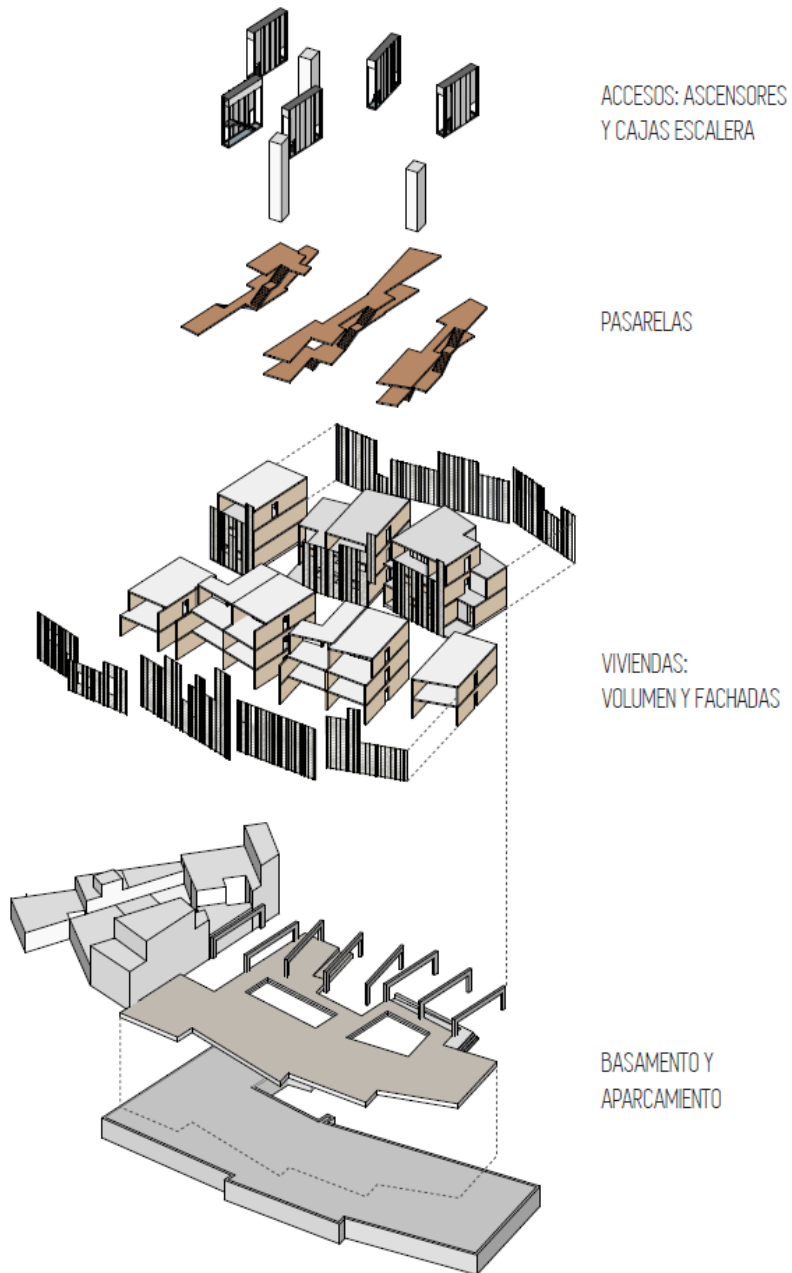 ACCESOS: ASCENSORES
Y CAJAS ESCALERA
PASARELAS
VIVIENDAS:
VOLUMEN Y FACHADAS
BASAMENTO Y
APARCAMIENTO